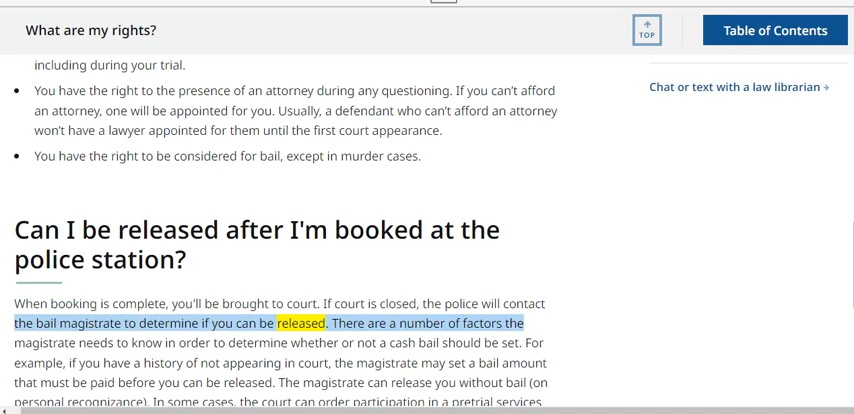 What are my rights?
TOP
Table of Contents
including during your trial.
Chat or text with a law librarian
You have the right to the presence of an attorney during any questioning. If you can’t afford
an attorney, one will be appointed for you. Usually, a defendant who can’t afford an attorney
won’t have a lawyer appointed for them until the first court appearance.
You have the right to be considered for bail, except in murder cases.
Can I be released after I'm booked at the
police station?
When booking is complete, you'll be brought to court. If court is closed, the police will contact
the bail magistrate to determine if you can be released. There are a number of factors the
magistrate needs to know in order to determine whether or not a cash bail should be set. For
example, if you have a history of not appearing in court, the magistrate may set a bail amount
that must be paid before you can be released. The magistrate can release you without bail (on
personal recognizance). In some cases, the court can order participation in a pretrial services